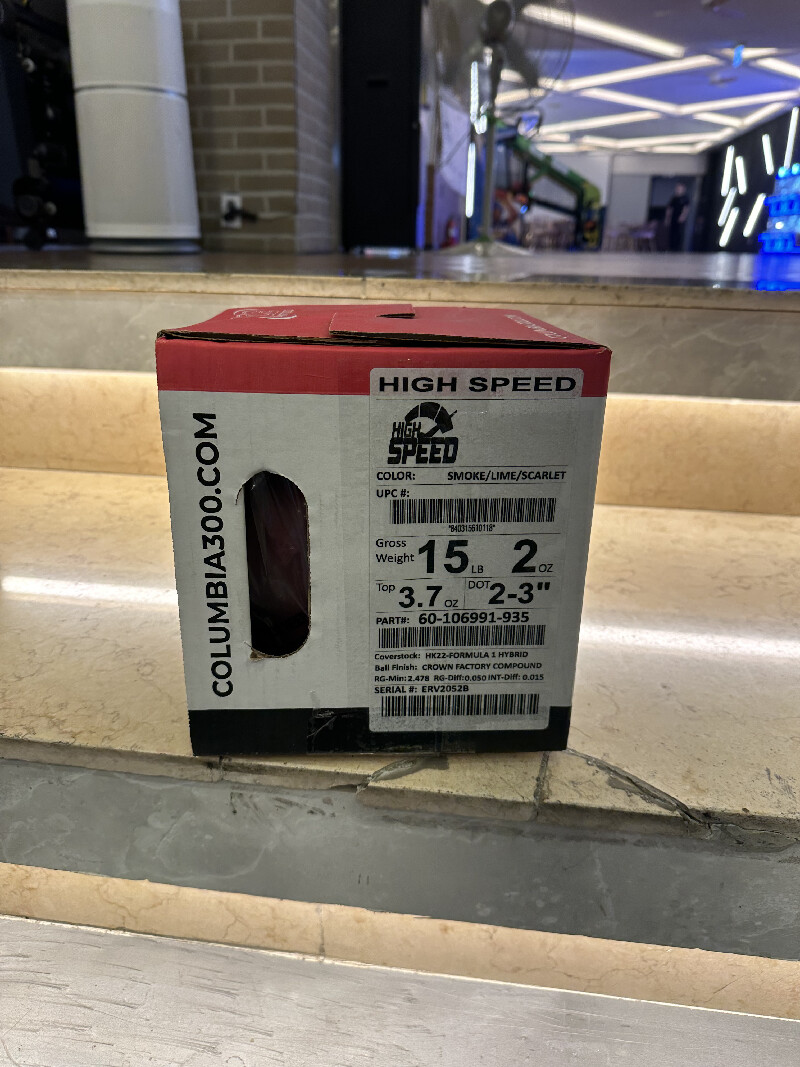 COLUMBIA300.COM
HIGH SPEED
HIGH
SPEED
COLOR: SMOKE/LIME/SCARLET
UPC #:
*840315610118*
Gross Weight 15 LB 2 OZ
Top 3.7 OZ DOT 2-3"
PART#: 60-106991-935
Coverstock: HK22-FORMULA 1 HYBRID
Ball Finish: CROWN FACTORY COMPOUND
RG-Min: 2.478 RG-Diff: 0.050 INT-Diff: 0.015
SERIAL #: ERV2052B